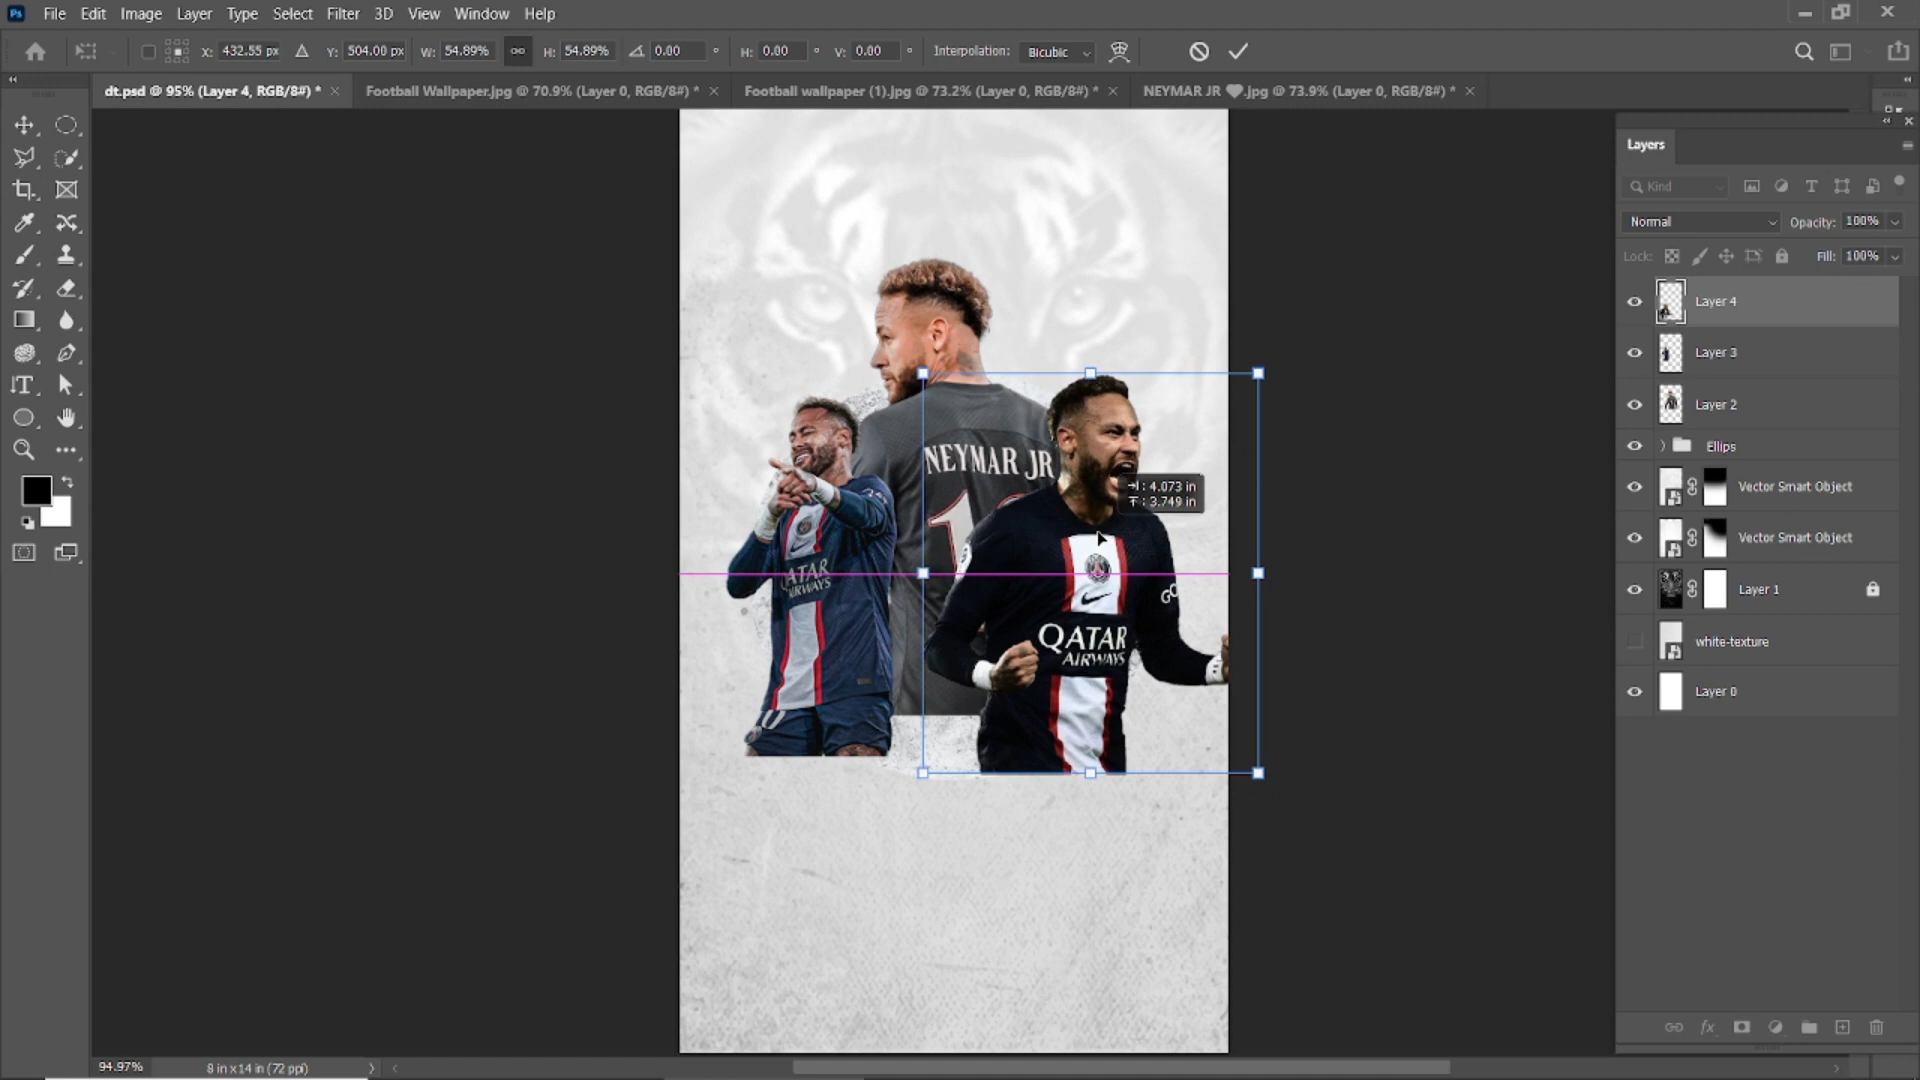 Ps File Edit Image Layer Type Select Filter 3D View Window Help
X: 432.55 px Y: 504.00 px W: 54.89% H: 54.89% 0.00 ° H: 0.00 ° V: 0.00 ° Interpolation: Bicubic
dt.psd @ 95% (Layer 4, RGB/8#) * × Football Wallpaper.jpg @ 70.9% (Layer 0, RGB/8#) * × Football wallpaper (1).jpg @ 73.2% (Layer 0, RGB/8#) * × NEYMAR JR 🖤.jpg @ 73.9% (Layer 0, RGB/8#) * ×
Layers
Kind
Normal Opacity: 100%
Lock: Fill: 100%
Layer 4
Layer 3
Layer 2
Ellips
Vector Smart Object
Vector Smart Object
Layer 1
white-texture
Layer 0
NEYMAR JR
: 4.073 in
: 3.749 in
QATAR
AIRWAYS
QATAR
AIRWAYS
94.97% 8 in x 14 in (72 ppi)